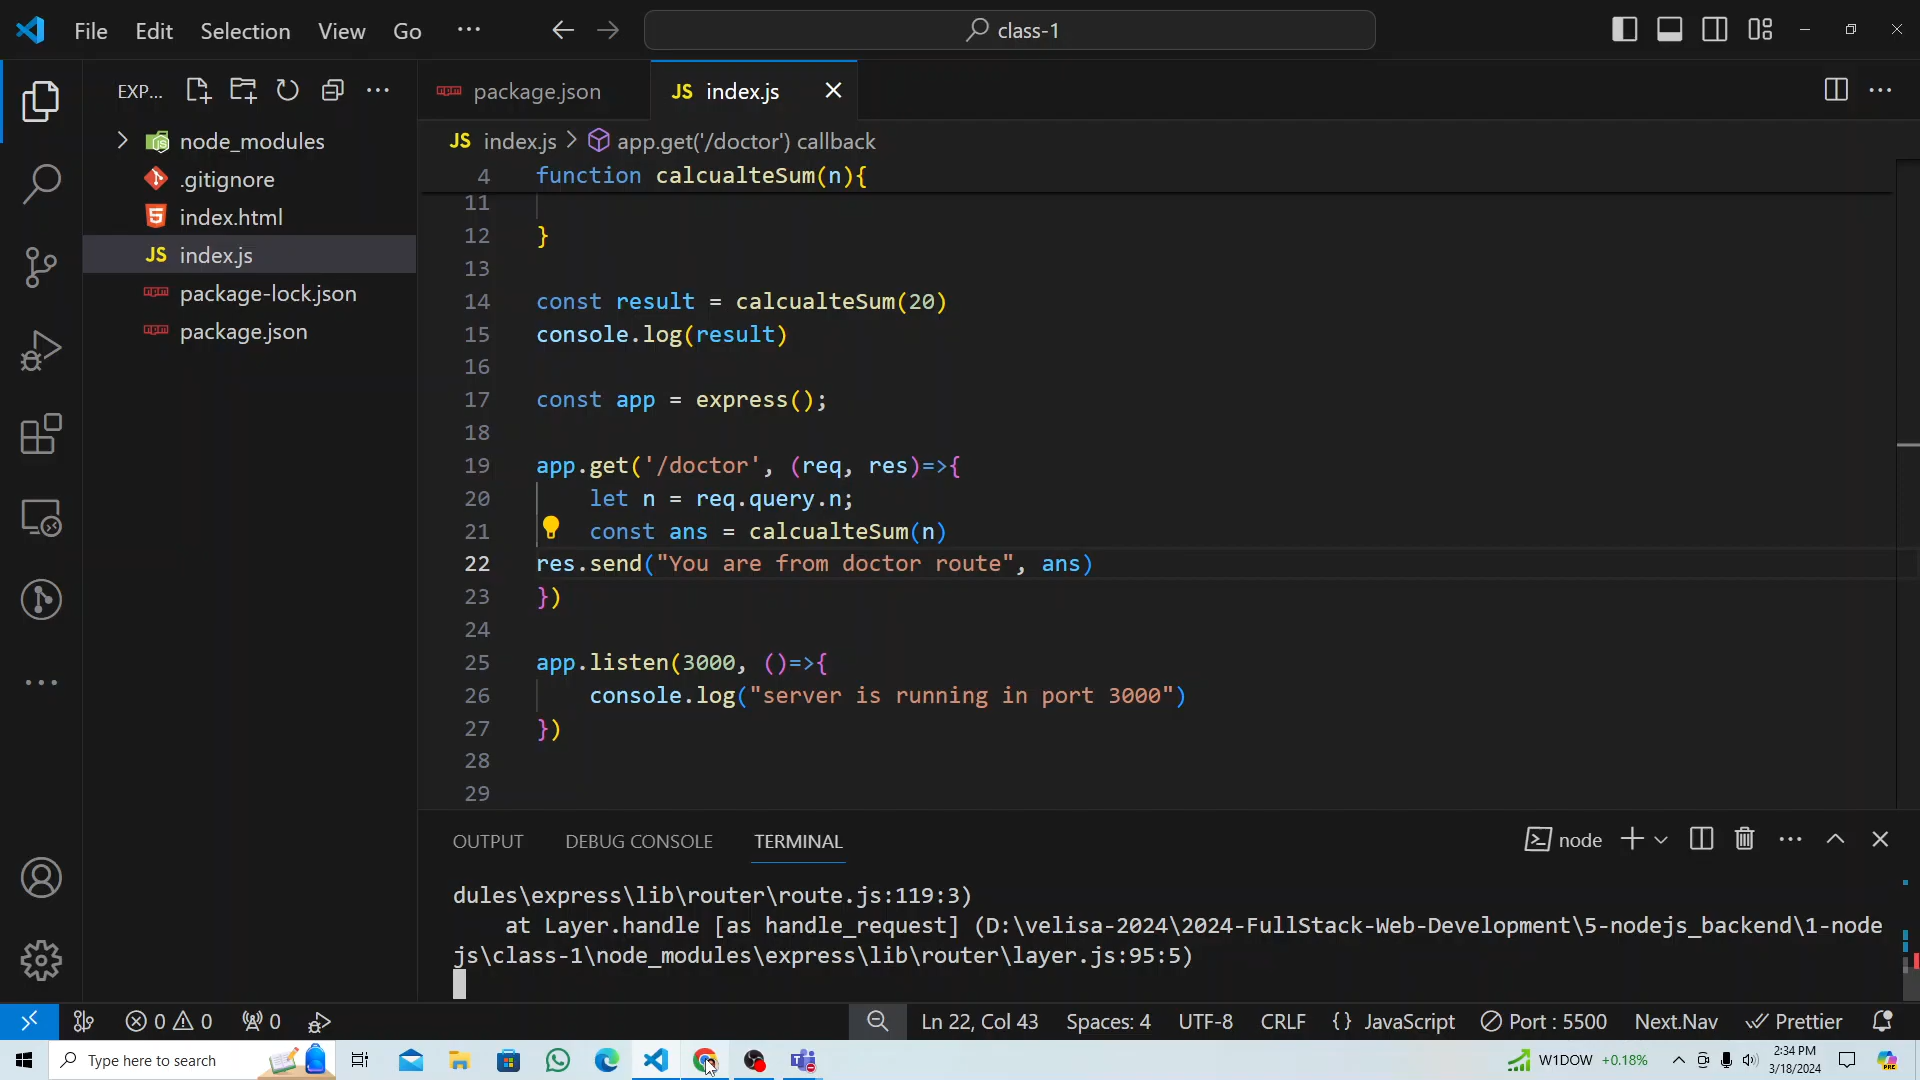 File Edit Selection View Go ··· class-1
EXP... package.json JS index.js
JS index.js > app.get('/doctor') callback
node_modules
.gitignore
index.html
JS index.js
package-lock.json
package.json
4 function calcualteSum(n){
11
12 }
13
14 const result = calcualteSum(20)
15 console.log(result)
16
17 const app = express();
18
19 app.get('/doctor', (req, res)=>{
20 let n = req.query.n;
21 const ans = calcualteSum(n)
22 res.send("You are from doctor route", ans)
23 })
24
25 app.listen(3000, ()=>{
26 console.log("server is running in port 3000")
27 })
28
29
OUTPUT DEBUG CONSOLE TERMINAL node
dules\express\lib\router\route.js:119:3)
at Layer.handle [as handle_request] (D:\velisa-2024\2024-FullStack-Web-Development\5-nodejs_backend\1-node
js\class-1\node_modules\express\lib\router\layer.js:95:5)
0 0 0 Ln 22, Col 43 Spaces: 4 UTF-8 CRLF {} JavaScript Port : 5500 Next.Nav Prettier
Type here to search W1DOW +0.18% 2:34 PM
3/18/2024